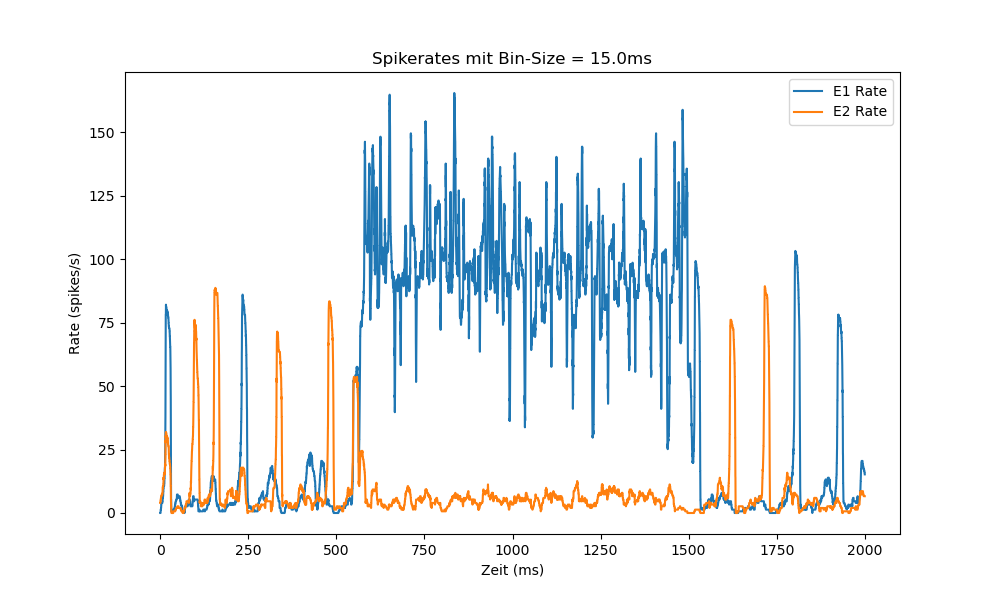 Spikerates mit Bin-Size = 15.0ms
E1 Rate
E2 Rate
150
125
100
75
50
25
0
Rate (spikes/s)
0 250 500 750 1000 1250 1500 1750 2000
Zeit (ms)